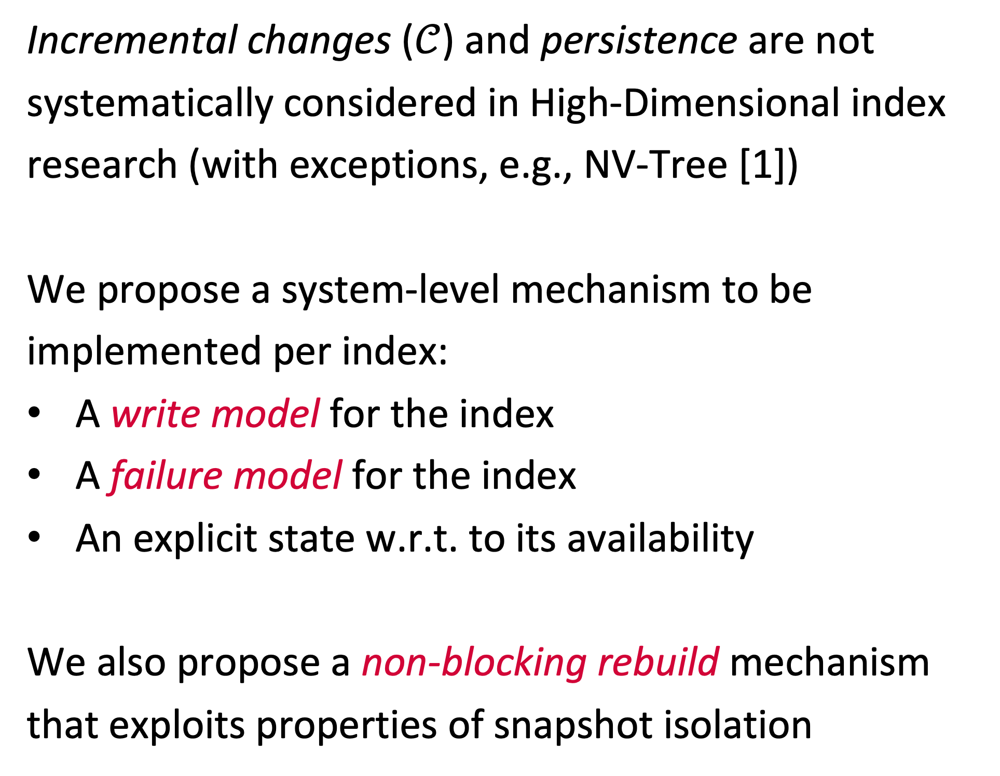 Incremental changes (𝒞) and persistence are not
systematically considered in High-Dimensional index
research (with exceptions, e.g., NV-Tree [1])
We propose a system-level mechanism to be
implemented per index:
• A write model for the index
• A failure model for the index
• An explicit state w.r.t. to its availability
We also propose a non-blocking rebuild mechanism
that exploits properties of snapshot isolation